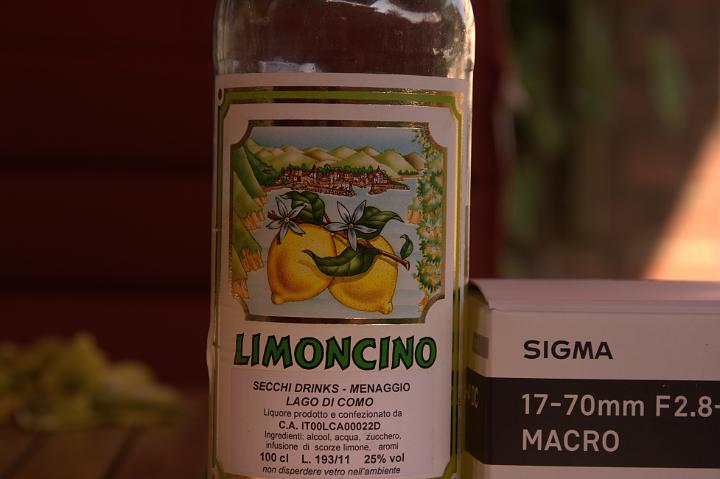 LIMONCINO
SECCHI DRINKS - MENAGGIO
LAGO DI COMO
Liquore prodotto e confezionato da
C.A. IT00LCA00022D
Ingredienti: alcool, acqua, zucchero,
infusione di scorze limone, aromi
100 cl L. 193/11 25% vol
non disperdere vetro nell'ambiente
SIGMA
17-70mm F2.8-
MACRO